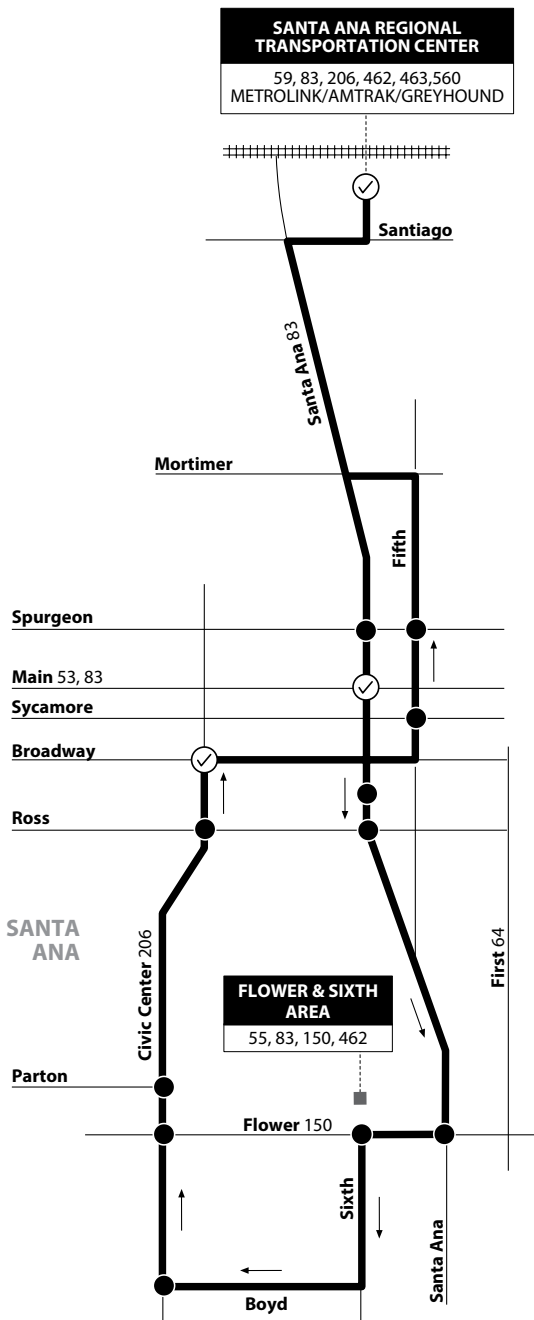 SANTA ANA REGIONAL
TRANSPORTATION CENTER
59, 83, 206, 462, 463,560
METROLINK/AMTRAK/GREYHOUND
Santiago
Santa Ana 83
Mortimer
Fifth
Spurgeon
Main 53, 83
Sycamore
Broadway
Ross
SANTA
ANA
Civic Center 206
First 64
FLOWER & SIXTH
AREA
55, 83, 150, 462
Parton
Flower 150
Sixth
Santa Ana
Boyd